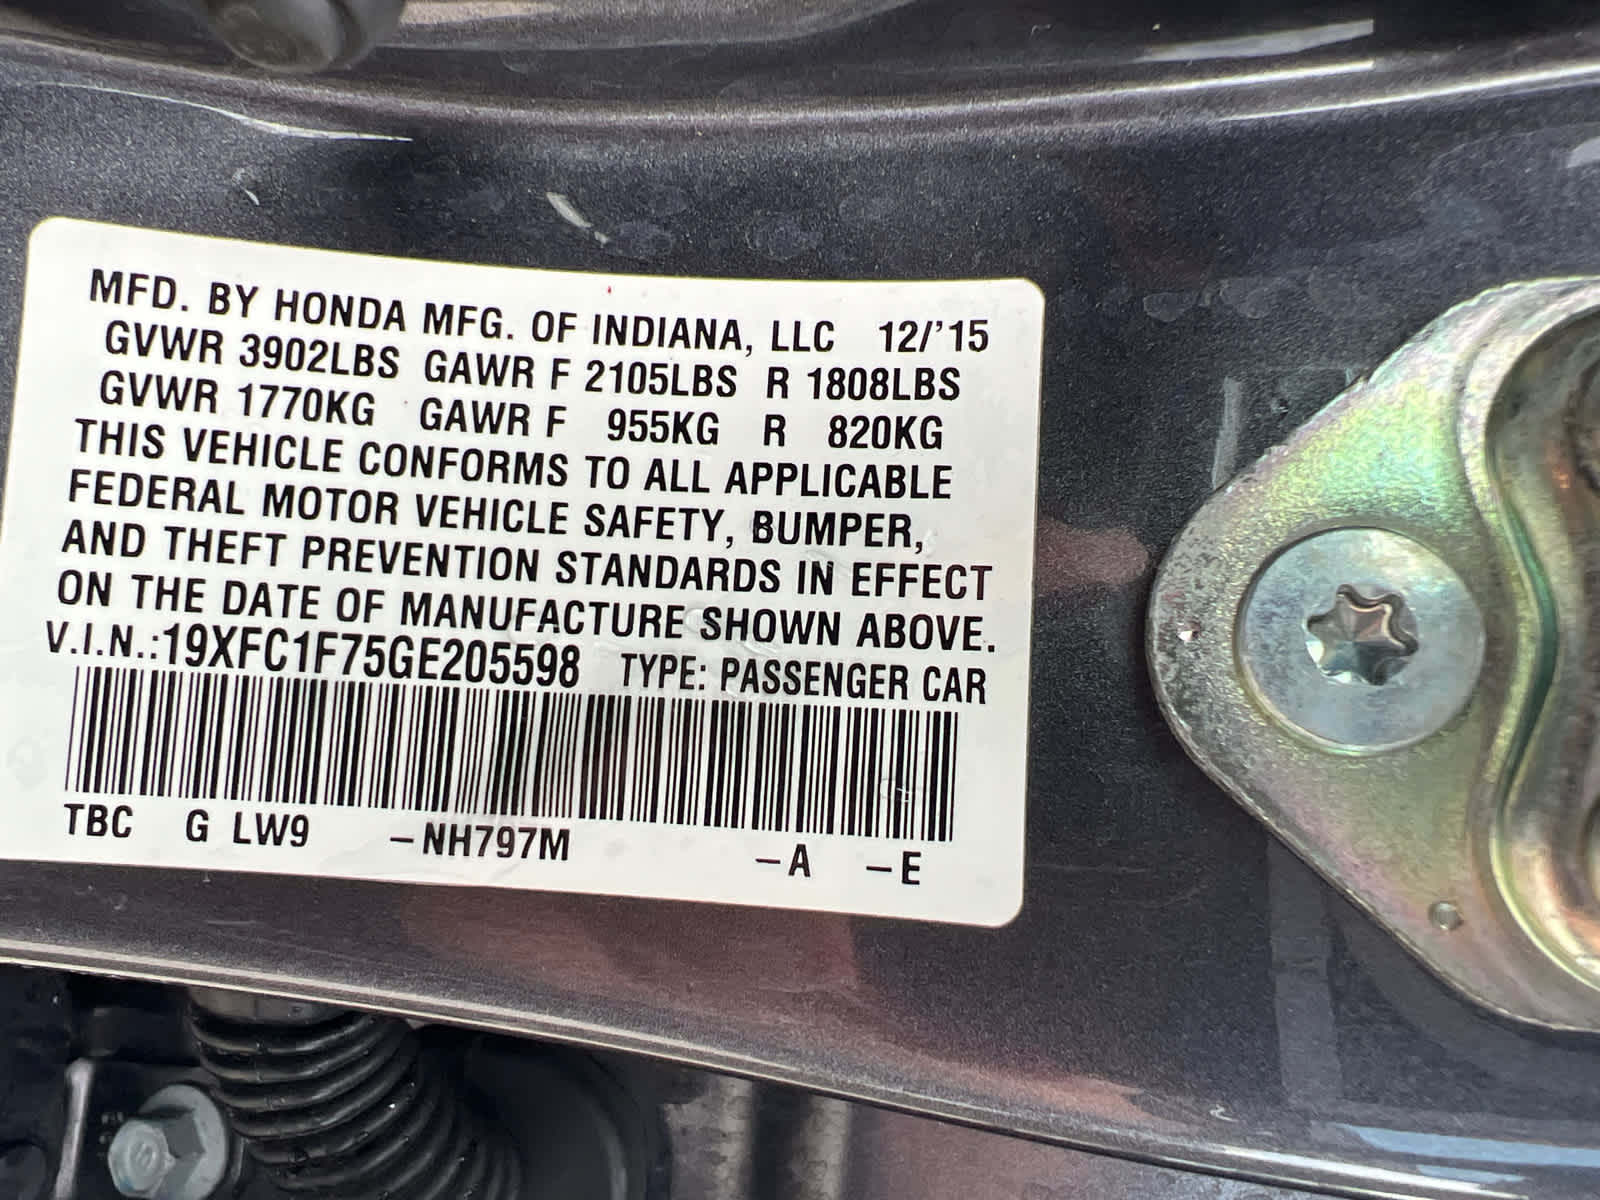 MFD. BY HONDA MFG. OF INDIANA, LLC 12/'15
GVWR 3902LBS GAWR F 2105LBS R 1808LBS
GVWR 1770KG GAWR F 955KG R 820KG
THIS VEHICLE CONFORMS TO ALL APPLICABLE
FEDERAL MOTOR VEHICLE SAFETY, BUMPER,
AND THEFT PREVENTION STANDARDS IN EFFECT
ON THE DATE OF MANUFACTURE SHOWN ABOVE.
V.I.N.:19XFC1F75GE205598 TYPE: PASSENGER CAR
TBC G LW9 –NH797M –A –E